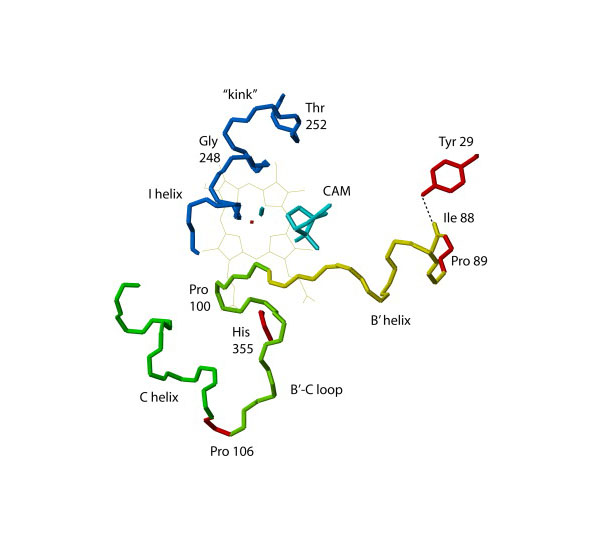 “kink”
Thr
252
Gly
248
Tyr 29
I helix
CAM
Ile 88
Pro 89
Pro
100
B’ helix
His
355
C helix
B’-C loop
Pro 106